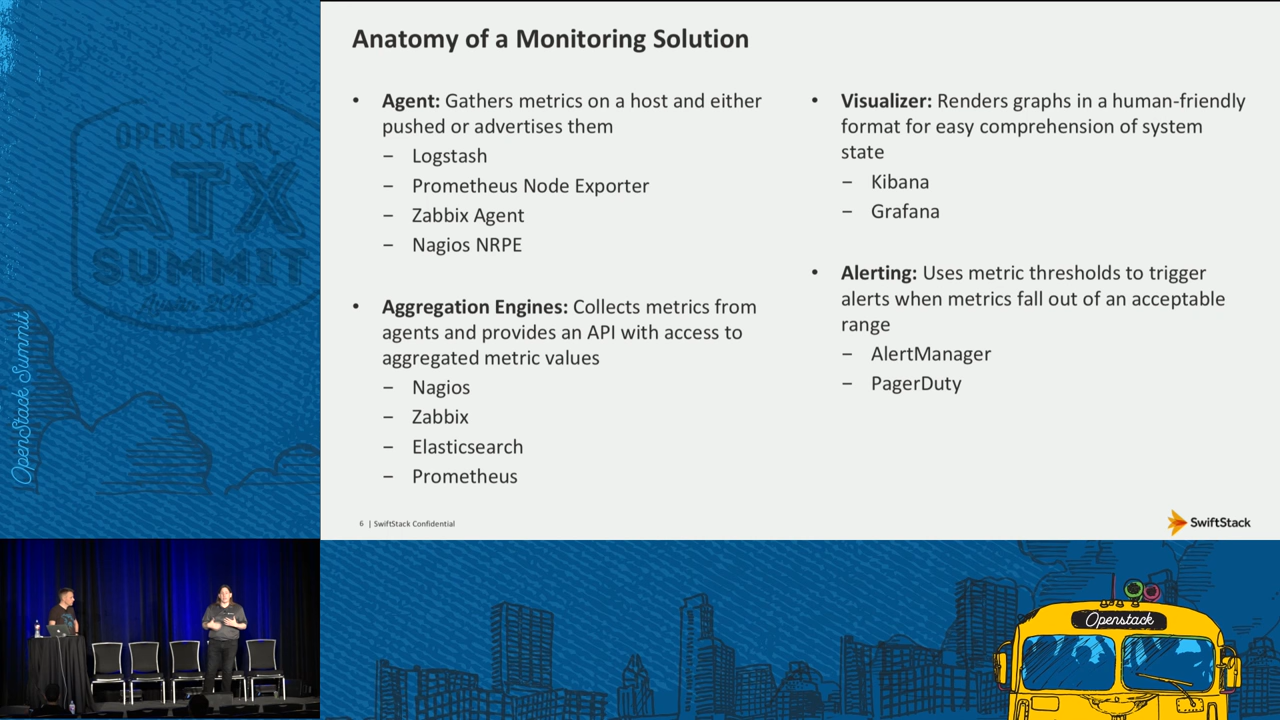 Anatomy of a Monitoring Solution
• Agent: Gathers metrics on a host and either
pushed or advertises them
– Logstash
– Prometheus Node Exporter
– Zabbix Agent
– Nagios NRPE
• Aggregation Engines: Collects metrics from
agents and provides an API with access to
aggregated metric values
– Nagios
– Zabbix
– Elasticsearch
– Prometheus
• Visualizer: Renders graphs in a human-friendly
format for easy comprehension of system
state
– Kibana
– Grafana
• Alerting: Uses metric thresholds to trigger
alerts when metrics fall out of an acceptable
range
– AlertManager
– PagerDuty
6 | SwiftStack Confidential
SwiftStack
OPENSTACK
ATX
SUMMIT
Austin 2016
OpenStack Summit
Openstack